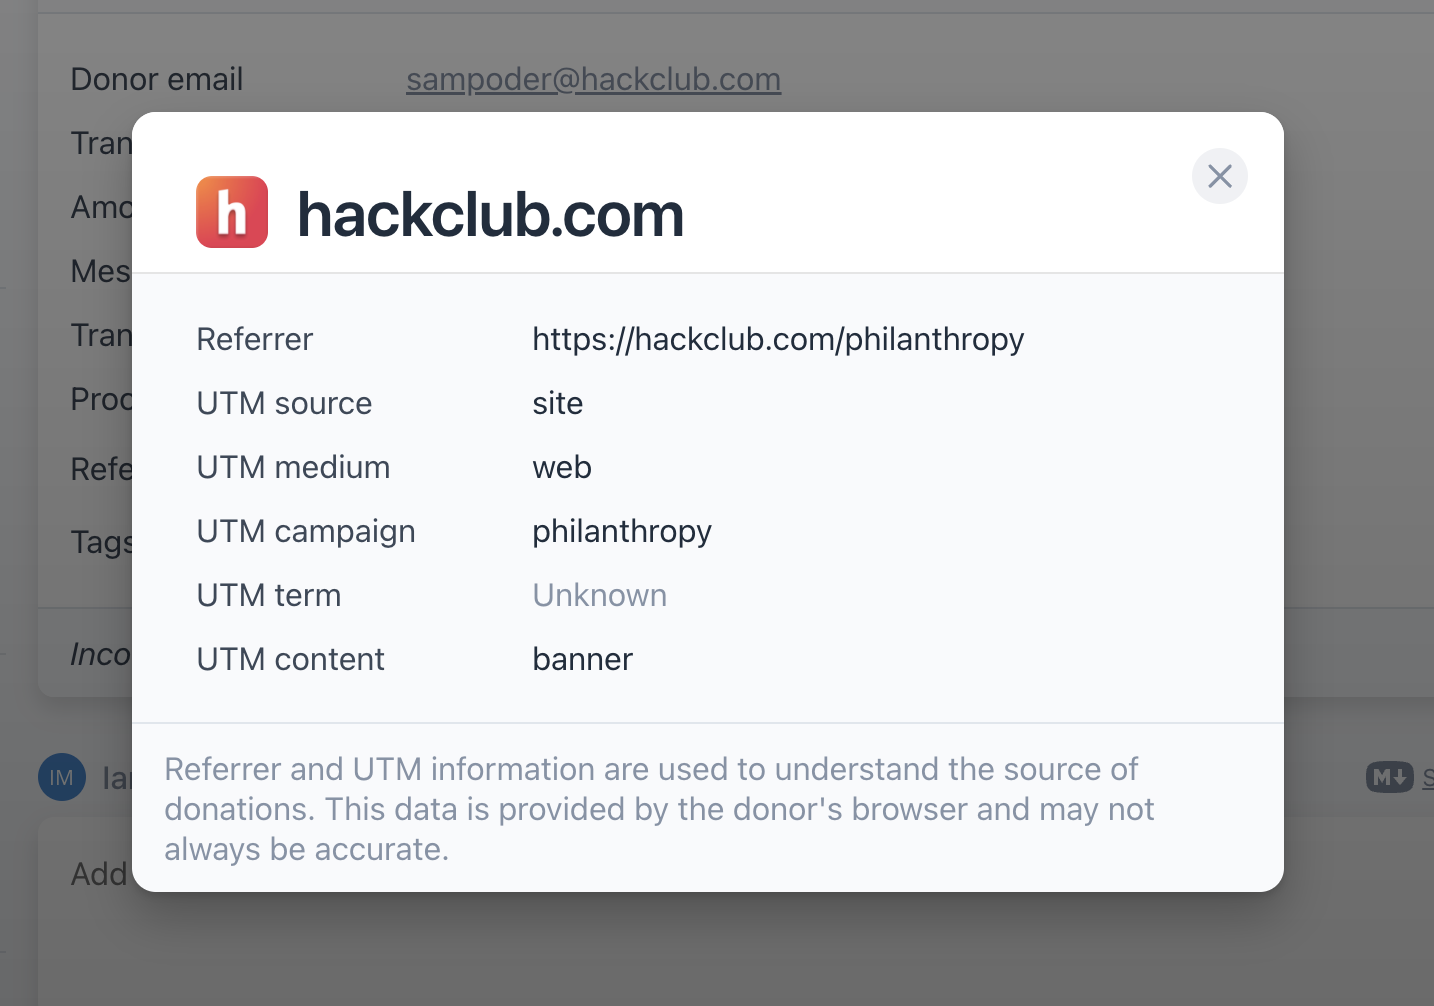 Donor email sampoder@hackclub.com
Tran
Amo
Mes
Tran
Proc
Refe
Tags
Inco
IM Ian
M↓ S
Add
h hackclub.com
Referrer https://hackclub.com/philanthropy
UTM source site
UTM medium web
UTM campaign philanthropy
UTM term Unknown
UTM content banner
Referrer and UTM information are used to understand the source of
donations. This data is provided by the donor's browser and may not
always be accurate.